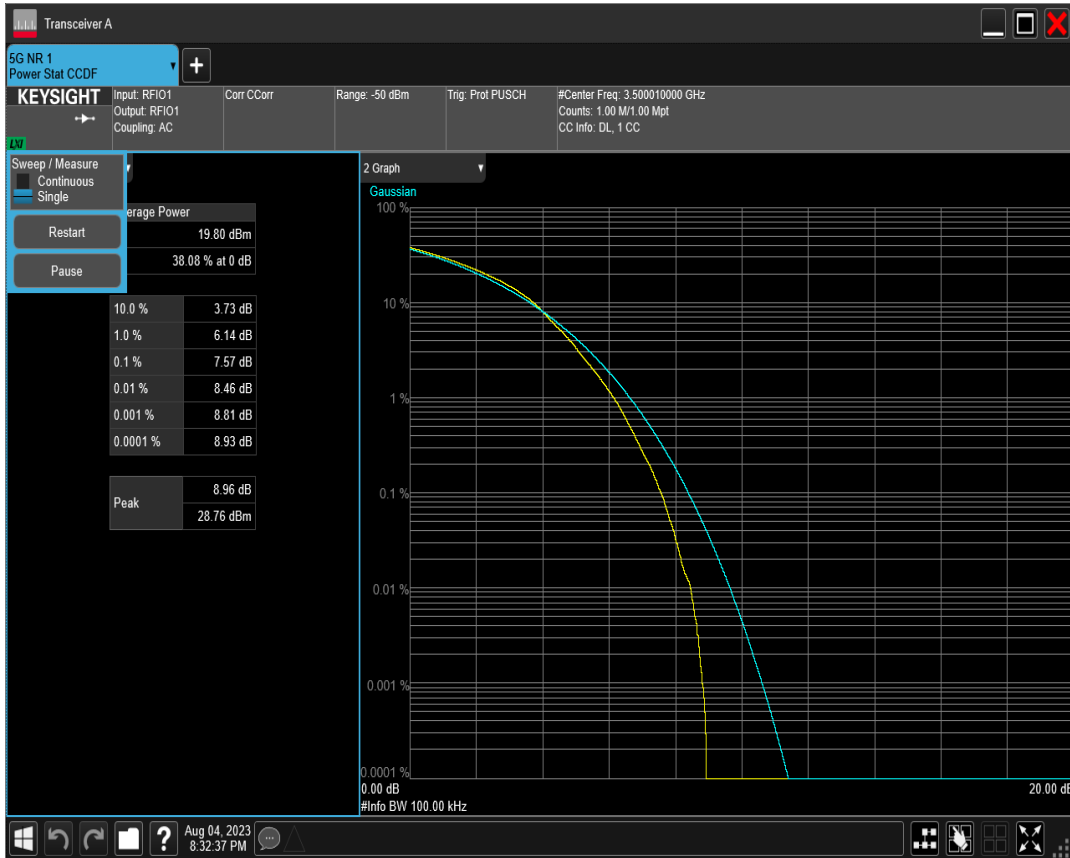 Transceiver A
5G NR 1
Power Stat CCDF
KEYSIGHT
LXI
Input: RFIO1
Output: RFIO1
Coupling: AC
Corr CCorr
Range: -50 dBm
Trig: Prot PUSCH
#Center Freq: 3.500010000 GHz
Counts: 1.00 M/1.00 Mpt
CC Info: DL, 1 CC
Sweep / Measure
Continuous
Single
Restart
Pause
erage Power
19.80 dBm
38.08 % at 0 dB
10.0 % 3.73 dB
1.0 % 6.14 dB
0.1 % 7.57 dB
0.01 % 8.46 dB
0.001 % 8.81 dB
0.0001 % 8.93 dB
Peak
8.96 dB
28.76 dBm
2 Graph
Gaussian
100 %
10 %
1 %
0.1 %
0.01 %
0.001 %
0.0001 %
0.00 dB
20.00 dB
#Info BW 100.00 kHz
?
Aug 04, 2023
8:32:37 PM